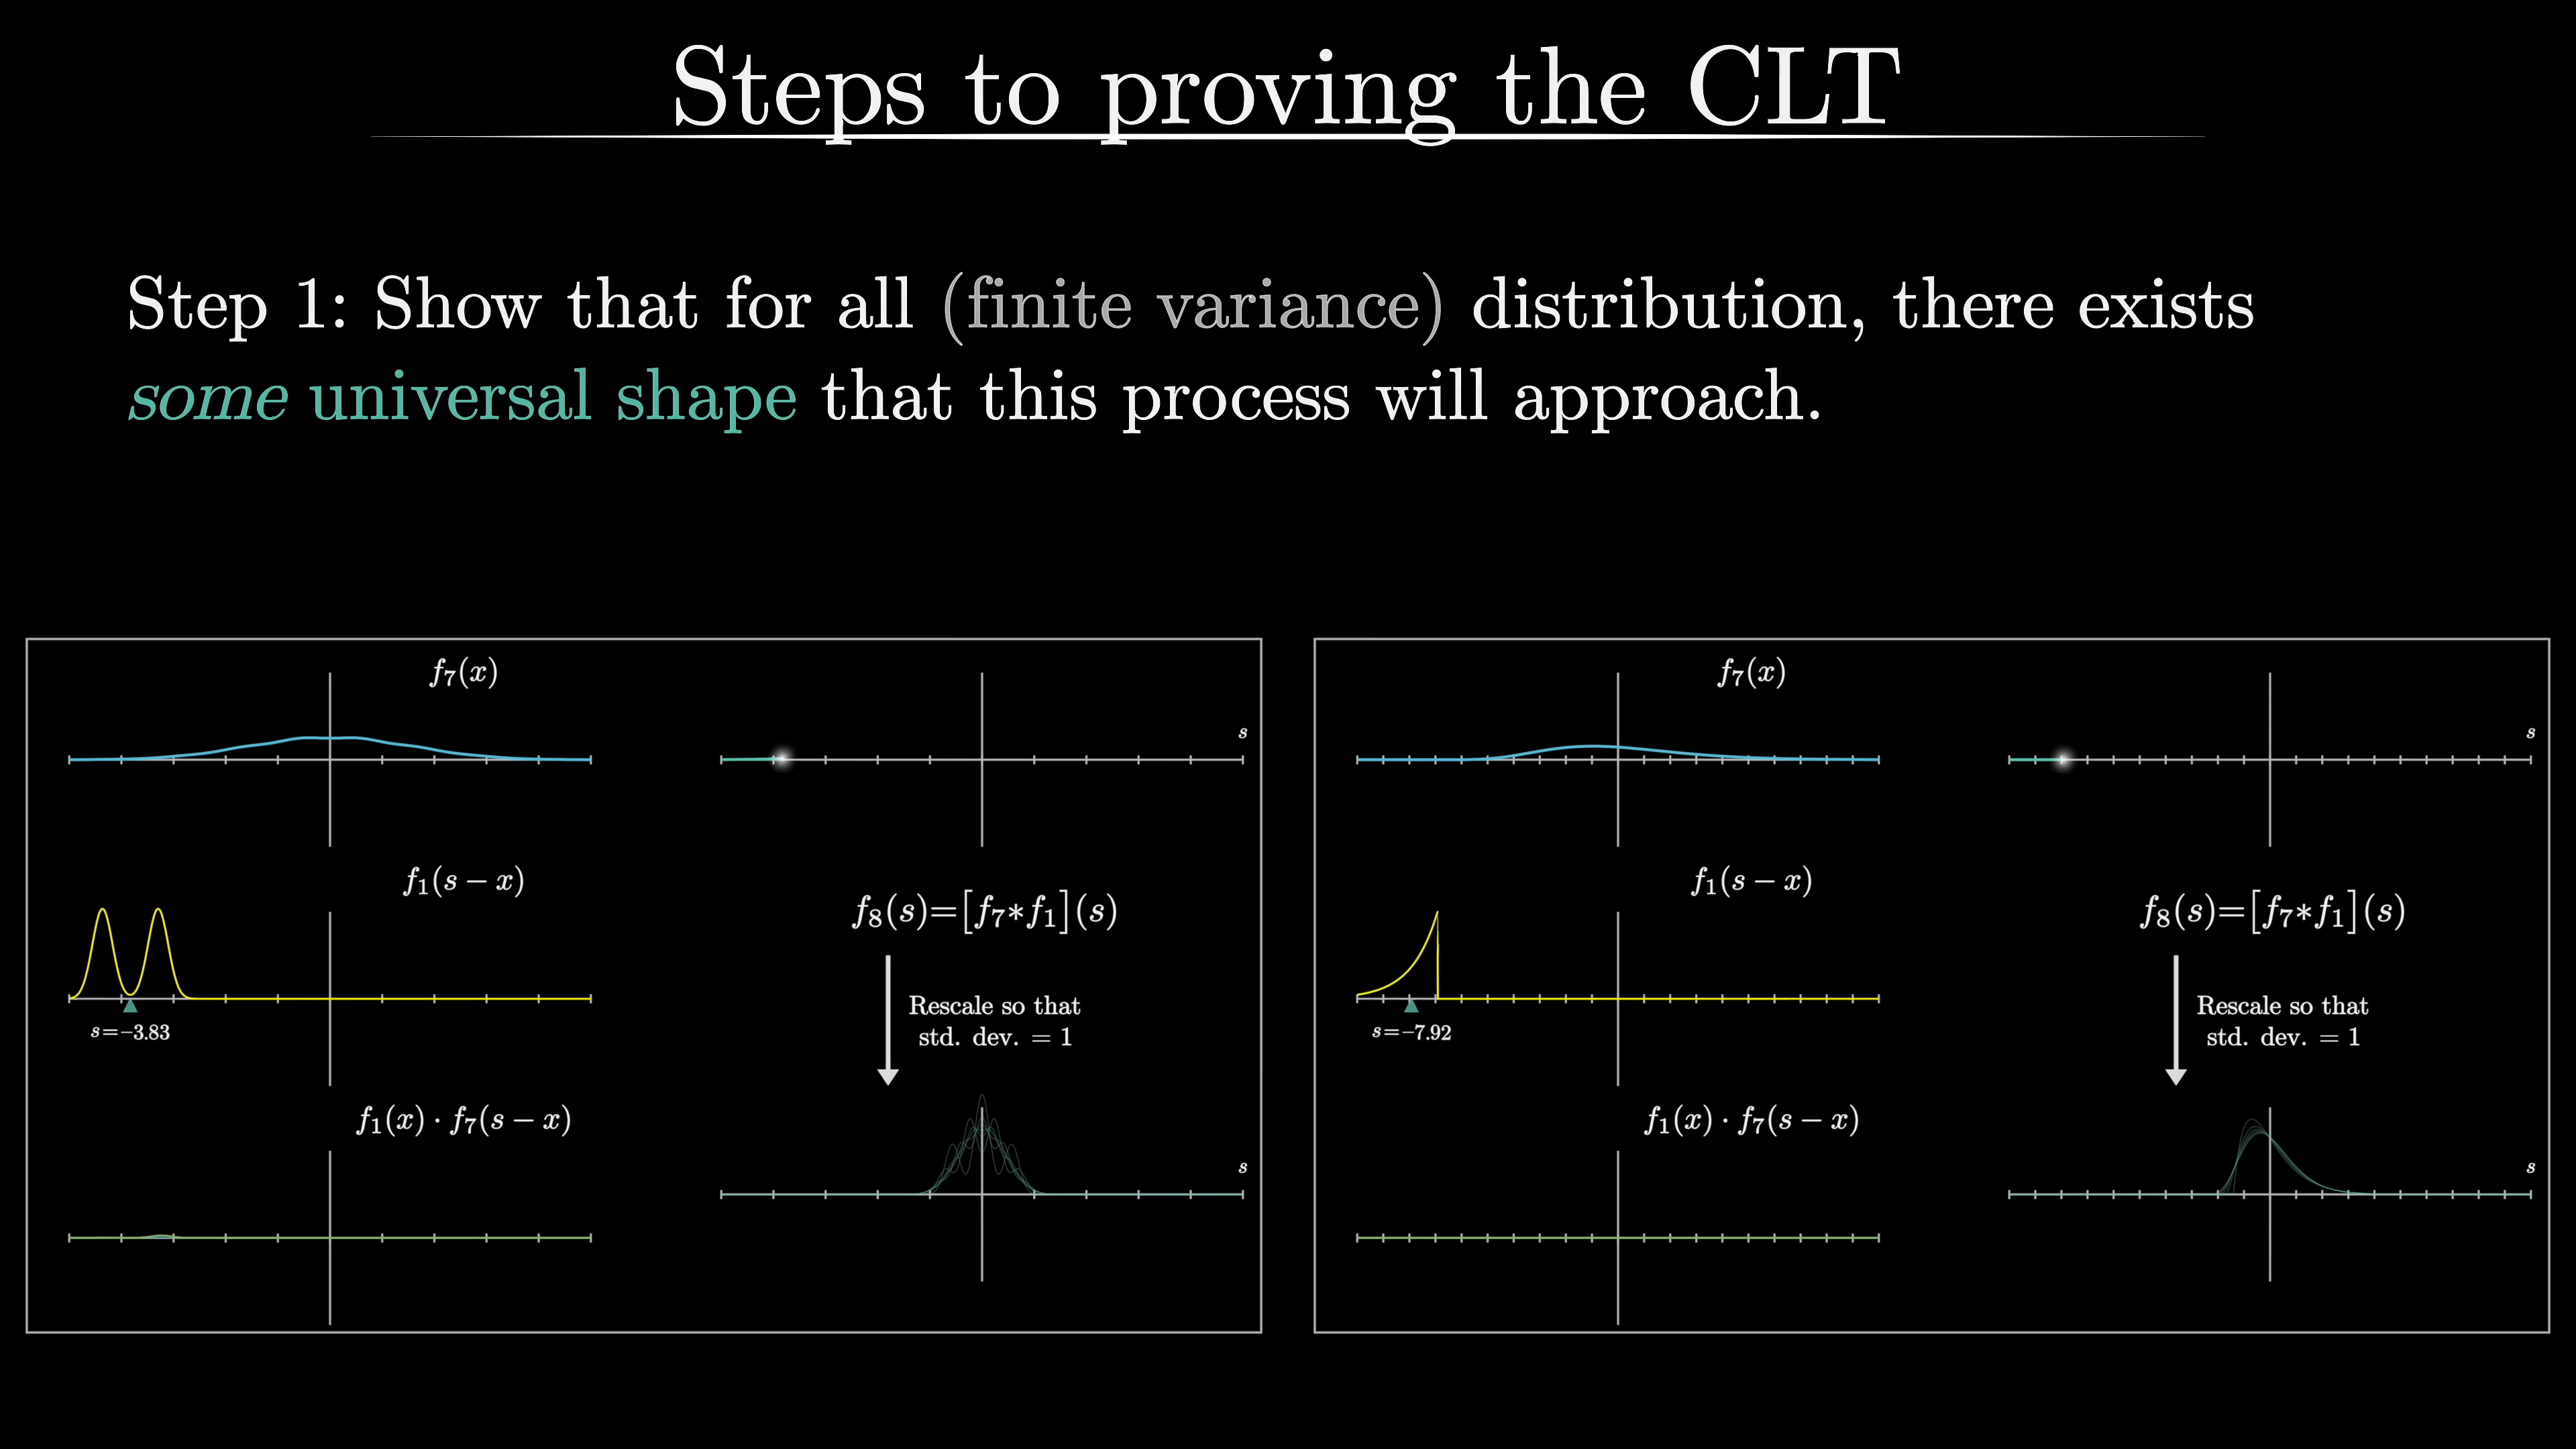 Steps to proving the CLT
Step 1: Show that for all (finite variance) distribution, there exists
some universal shape that this process will approach.
f₇(x)
s
f₁(s − x)
f₈(s)=[f₇*f₁](s)
s=−3.83
Rescale so that
std. dev. = 1
f₁(x) · f₇(s − x)
s
f₇(x)
s
f₁(s − x)
f₈(s)=[f₇*f₁](s)
s=−7.92
Rescale so that
std. dev. = 1
f₁(x) · f₇(s − x)
s